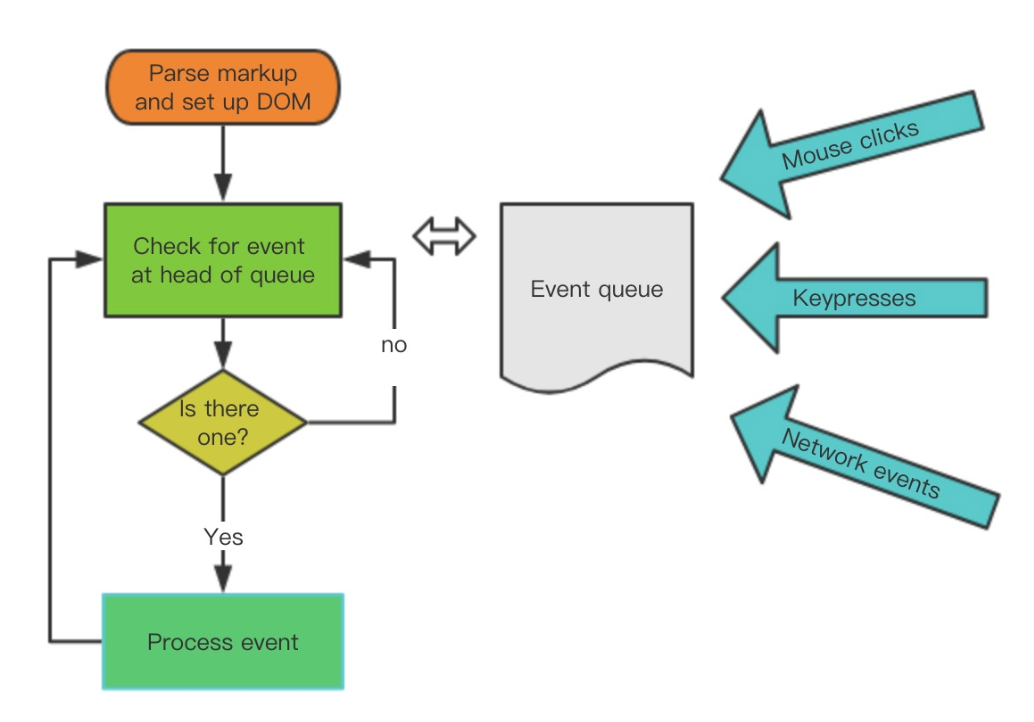 Parse markup
and set up DOM
Check for event
at head of queue
Is there
one?
no
Yes
Process event
Event queue
Mouse clicks
Keypresses
Network events